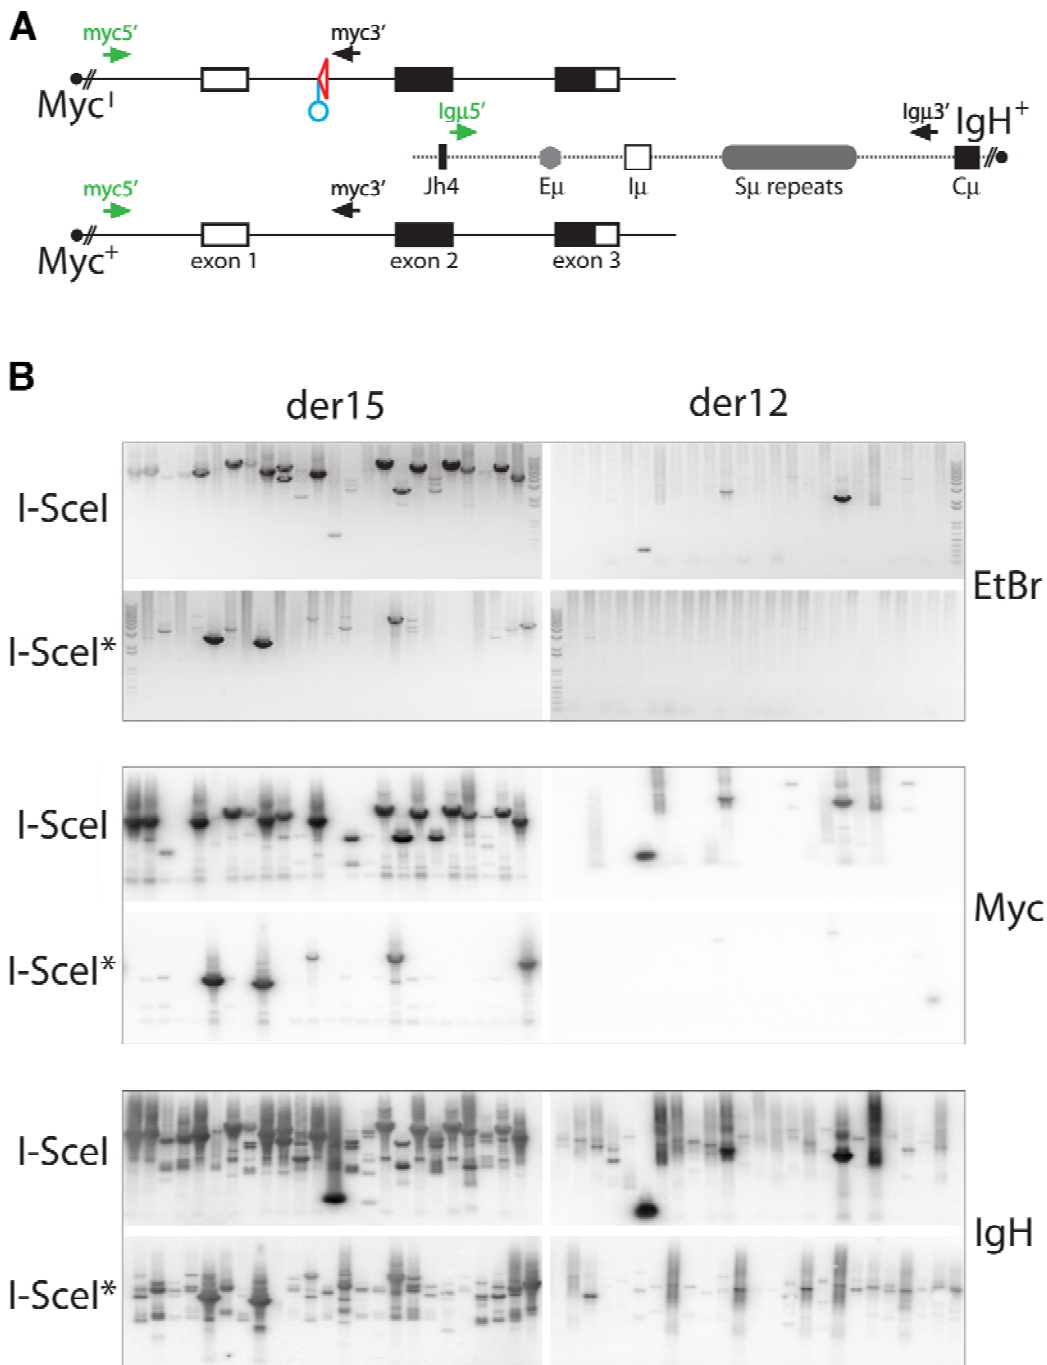 A
myc5′
myc3′
Myc^I
Igμ5′
Igμ3′
IgH⁺
Jh4
Eμ
Iμ
Sμ repeats
Cμ
myc5′
myc3′
Myc⁺
exon 1
exon 2
exon 3
B
der15
der12
I-SceI
EtBr
I-SceI*
I-SceI
Myc
I-SceI*
I-SceI
IgH
I-SceI*